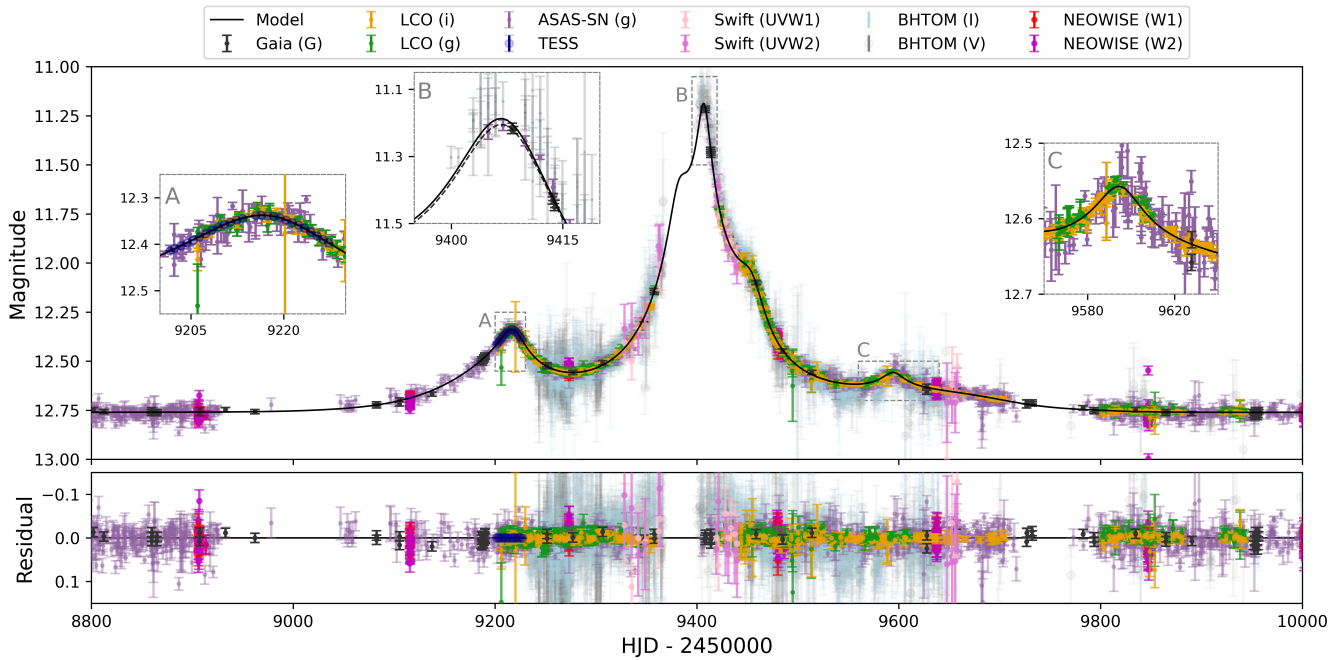 Model
Gaia (G)
LCO (i)
LCO (g)
ASAS-SN (g)
TESS
Swift (UVW1)
Swift (UVW2)
BHTOM (I)
BHTOM (V)
NEOWISE (W1)
NEOWISE (W2)
Magnitude
11.00
11.25
11.50
11.75
12.00
12.25
12.50
12.75
13.00
A
12.3
12.4
12.5
9205
9220
B
11.1
11.3
11.5
9400
9415
C
12.5
12.6
12.7
9580
9620
A
B
C
Residual
−0.1
0.0
0.1
8800
9000
9200
9400
9600
9800
10000
HJD - 2450000